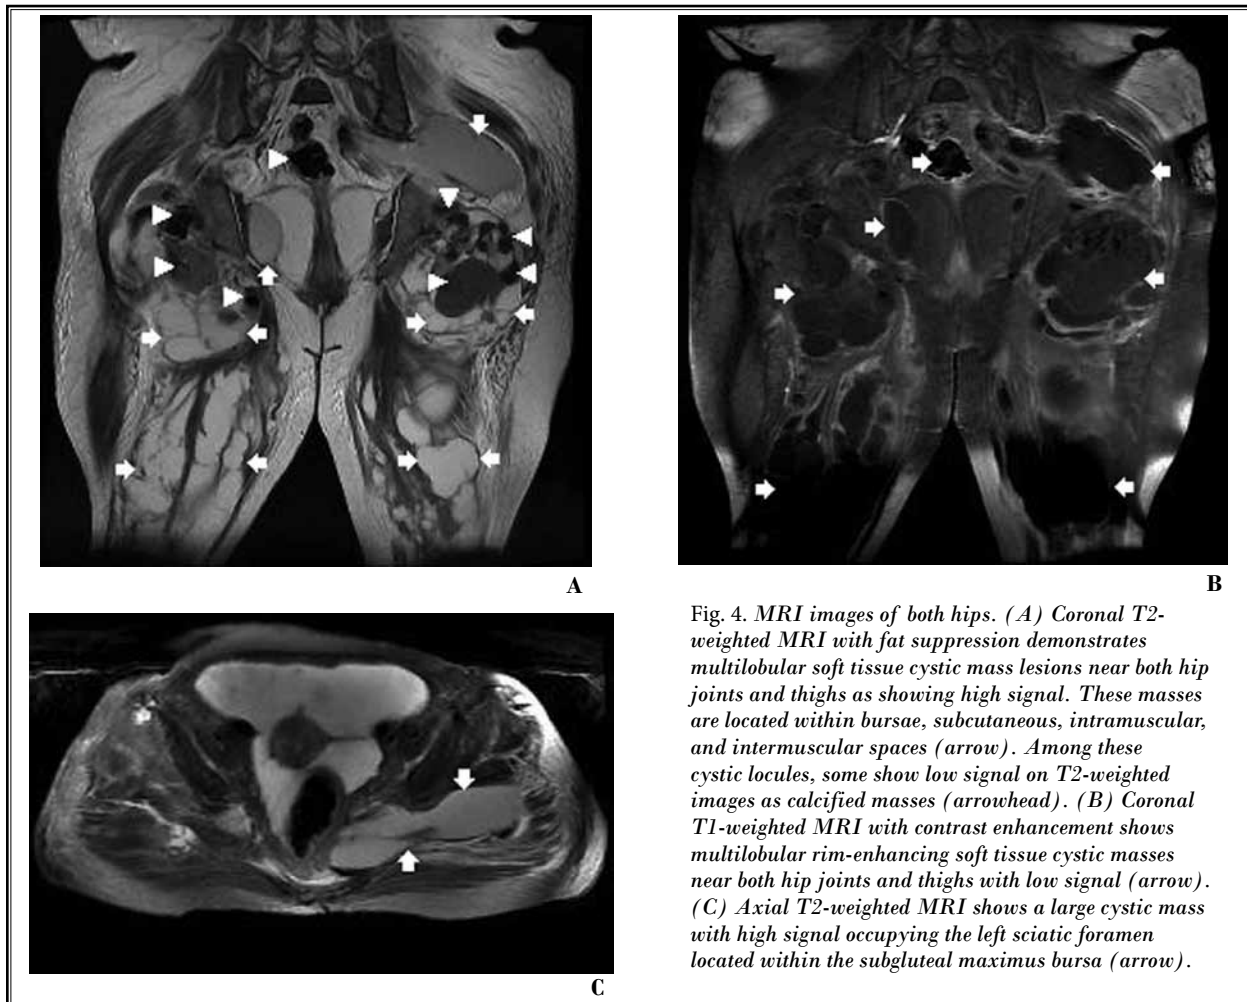 A
B
C
Fig. 4. MRI images of both hips. (A) Coronal T2-
weighted MRI with fat suppression demonstrates
multilobular soft tissue cystic mass lesions near both hip
joints and thighs as showing high signal. These masses
are located within bursae, subcutaneous, intramuscular,
and intermuscular spaces (arrow). Among these
cystic locules, some show low signal on T2-weighted
images as calcified masses (arrowhead). (B) Coronal
T1-weighted MRI with contrast enhancement shows
multilobular rim-enhancing soft tissue cystic masses
near both hip joints and thighs with low signal (arrow).
(C) Axial T2-weighted MRI shows a large cystic mass
with high signal occupying the left sciatic foramen
located within the subgluteal maximus bursa (arrow).